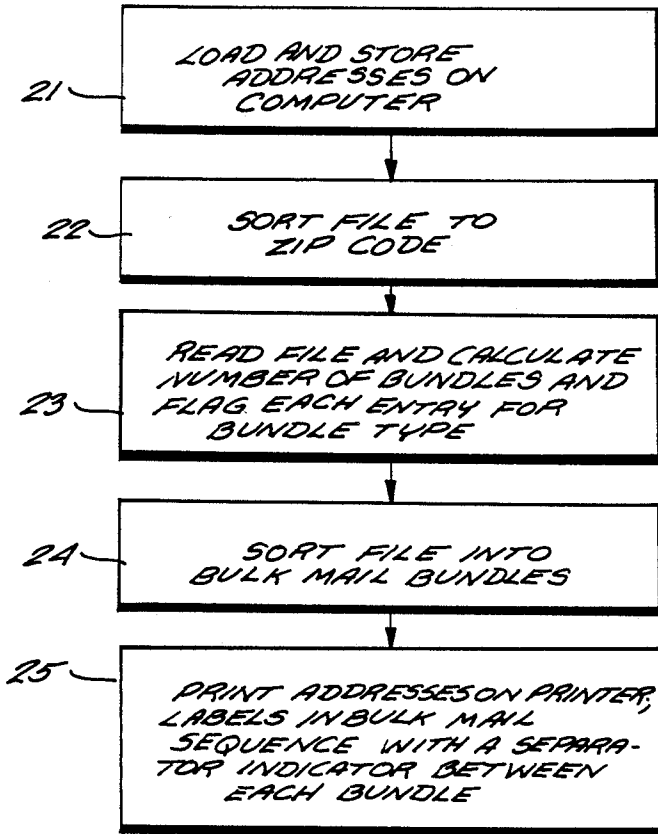 21
LOAD AND STORE
ADDRESSES ON
COMPUTER
22
SORT FILE TO
ZIP CODE
23
READ FILE AND CALCULATE
NUMBER OF BUNDLES AND
FLAG EACH ENTRY FOR
BUNDLE TYPE
24
SORT FILE INTO
BULK MAIL BUNDLES
25
PRINT ADDRESSES ON PRINTER,
LABELS IN BULK MAIL
SEQUENCE WITH A SEPARA-
TOR INDICATOR BETWEEN
EACH BUNDLE